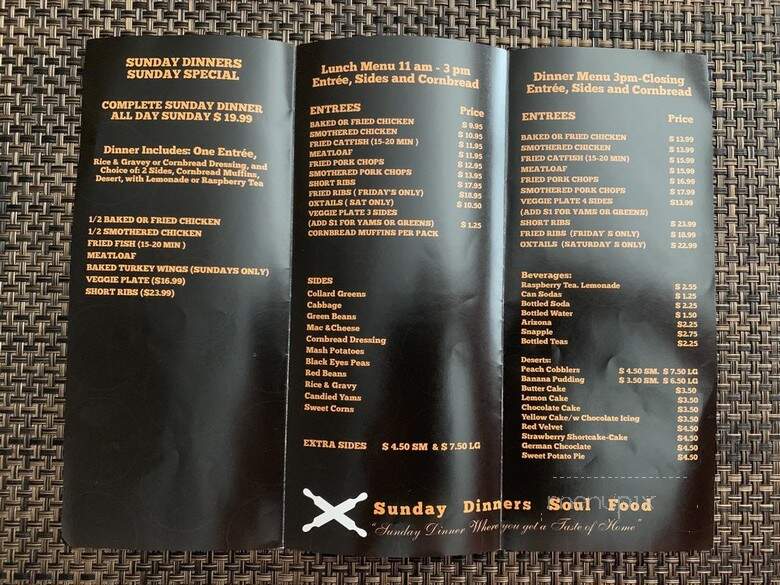 SUNDAY DINNERS
SUNDAY SPECIAL
COMPLETE SUNDAY DINNER
ALL DAY SUNDAY $ 19.99
Dinner Includes: One Entrée,
Rice & Gravey or Cornbread Dressing, and
Choice of: 2 Sides, Cornbread Muffins,
Desert, with Lemonade or Raspberry Tea
1/2 BAKED OR FRIED CHICKEN
1/2 SMOTHERED CHICKEN
FRIED FISH (15-20 MIN )
MEATLOAF
BAKED TURKEY WINGS (SUNDAYS ONLY)
VEGGIE PLATE ($16.99)
SHORT RIBS ($23.99)
Lunch Menu 11 am - 3 pm
Entrée, Sides and Cornbread
ENTREES Price
BAKED OR FRIED CHICKEN $ 9.95
SMOTHERED CHICKEN $ 10.95
FRIED CATFISH (15-20 MIN ) $ 11.95
MEATLOAF $ 11.95
FRIED PORK CHOPS $ 12.95
SMOTHERED PORK CHOPS $ 13.95
SHORT RIBS $ 17.95
FRIED RIBS ( FRIDAY'S ONLY) $18.95
OXTAILS ( SAT ONLY) $ 10.50
VEGGIE PLATE 3 SIDES
(ADD $1 FOR YAMS OR GREENS) $ 1.25
CORNBREAD MUFFINS PER PACK
SIDES
Collard Greens
Cabbage
Green Beans
Mac &Cheese
Cornbread Dressing
Mash Potatoes
Black Eyes Peas
Red Beans
Rice & Gravy
Candied Yams
Sweet Corns
EXTRA SIDES $ 4.50 SM & $ 7.50 LG
Dinner Menu 3pm-Closing
Entrée, Sides and Cornbread
ENTREES Price
BAKED OR FRIED CHICKEN $ 13.99
SMOTHERED CHICKEN $ 13.99
FRIED CATFISH (15-20 MIN) $ 15.99
MEATLOAF $ 15.99
FRIED PORK CHOPS $ 16.99
SMOTHERED PORK CHOPS $ 17.99
VEGGIE PLATE 4 SIDES $13.99
(ADD $1 FOR YAMS OR GREENS)
SHORT RIBS $ 23.99
FRIED RIBS (FRIDAY'S ONLY) $ 18.99
OXTAILS (SATURDAY'S ONLY) $ 22.99
Beverages:
Raspberry Tea. Lemonade $ 2.55
Can Sodas $ 1.25
Bottled Soda $ 2.25
Bottled Water $ 1.50
Arizona $2.25
Snapple $2.75
Bottled Teas $2.25
Deserts:
Peach Cobblers $ 4.50 SM. $ 7.50 LG
Banana Pudding $ 3.50 SM. $ 6.50 LG
Butter Cake $3.50
Lemon Cake $3.50
Chocolate Cake $3.50
Yellow Cake/w Chocolate Icing $3.50
Red Velvet $4.50
Strawberry Shortcake-Cake $4.50
German Choclate $4.50
Sweet Potato Pie $4.50
menupix
Sunday Dinners Soul Food
"Sunday Dinner Where you get a Taste of Home"